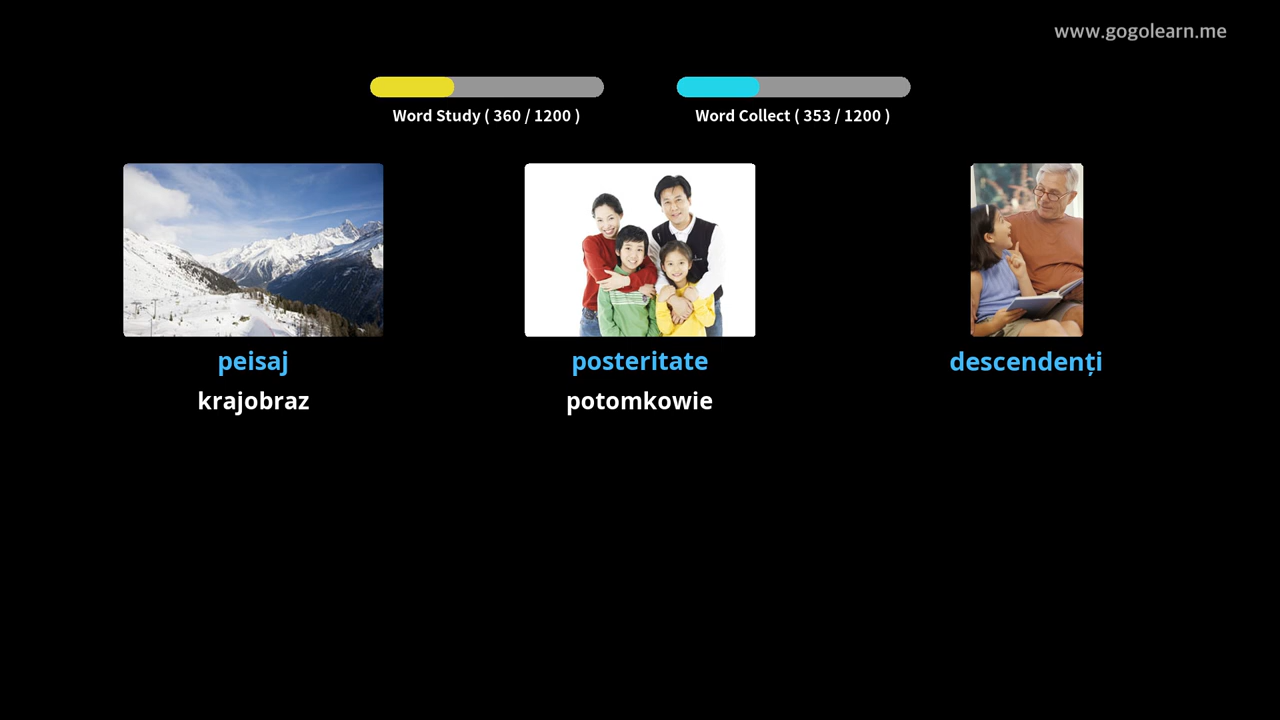 www.gogolearn.me
Word Study ( 360 / 1200 )
Word Collect ( 353 / 1200 )
peisaj
krajobraz
posteritate
potomkowie
descendenți